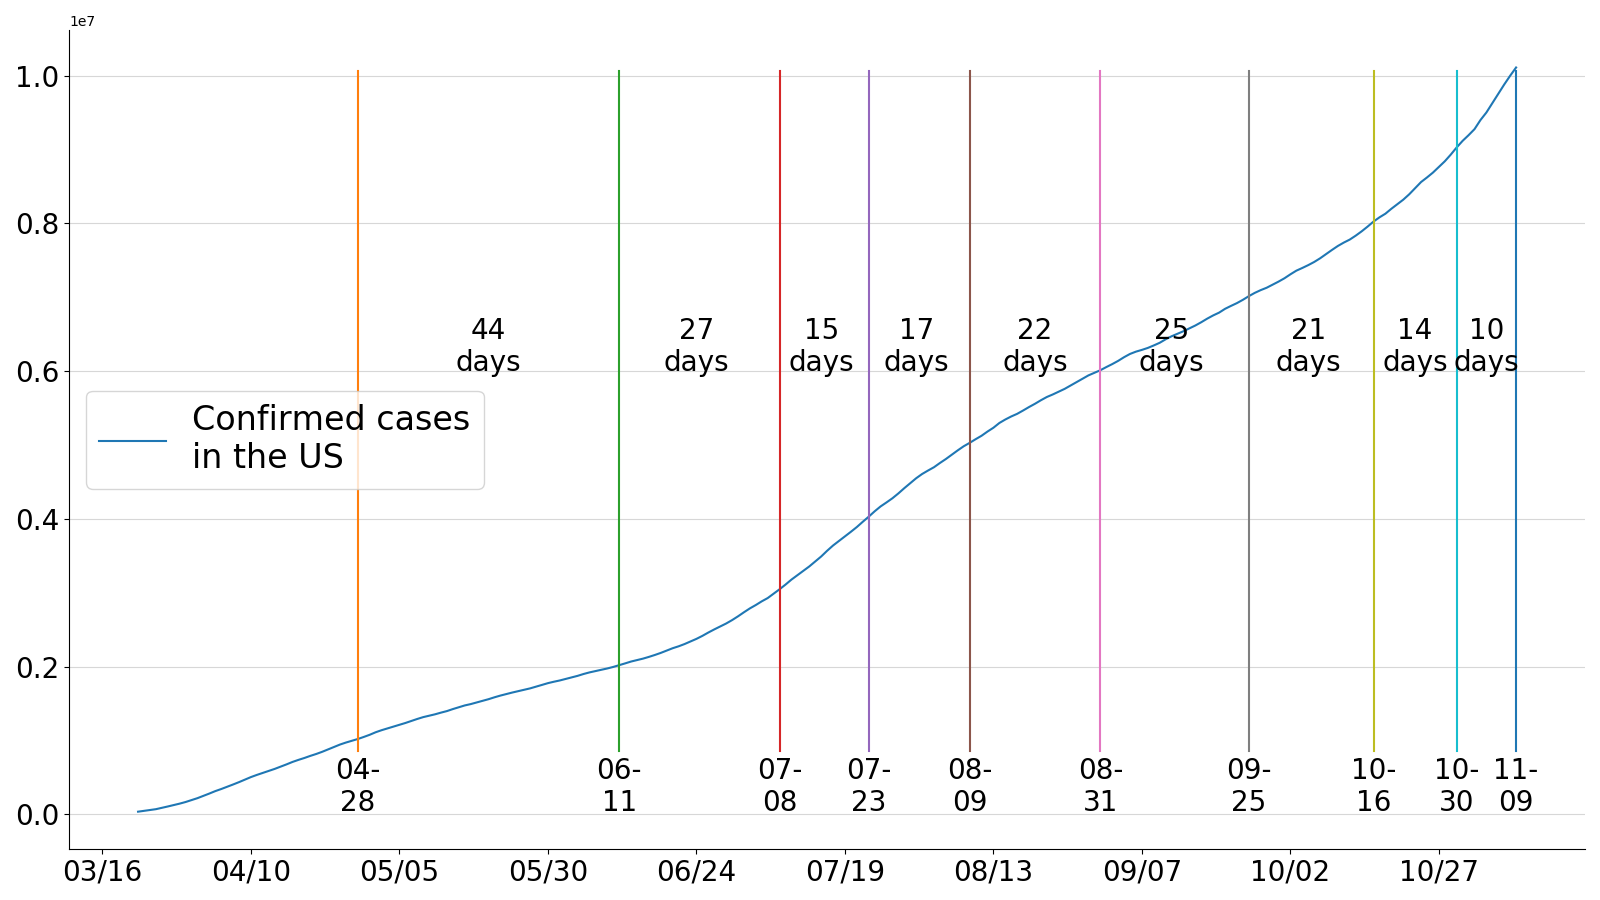 1e7
1.0
0.8
0.6
0.4
0.2
0.0
44
days
27
days
15
days
17
days
22
days
25
days
21
days
14
days
10
days
Confirmed cases
in the US
04-
28
06-
11
07-
08
07-
23
08-
09
08-
31
09-
25
10-
16
10-
30
11-
09
03/16 04/10 05/05 05/30 06/24 07/19 08/13 09/07 10/02 10/27